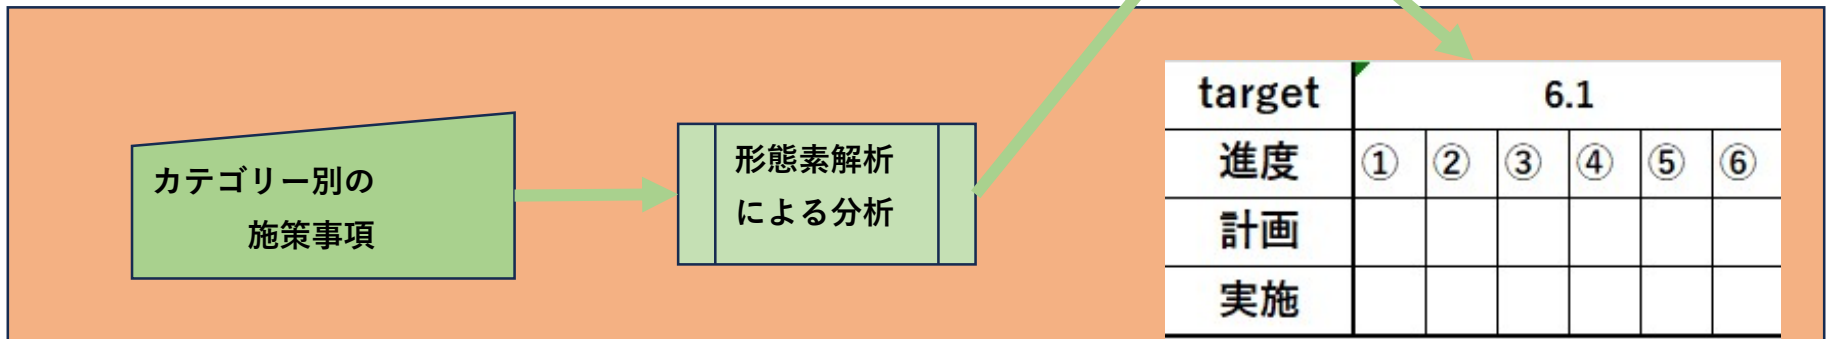 カテゴリー別の
施策事項
形態素解析
による分析
target 6.1
進度 ① ② ③ ④ ⑤ ⑥
計画
実施